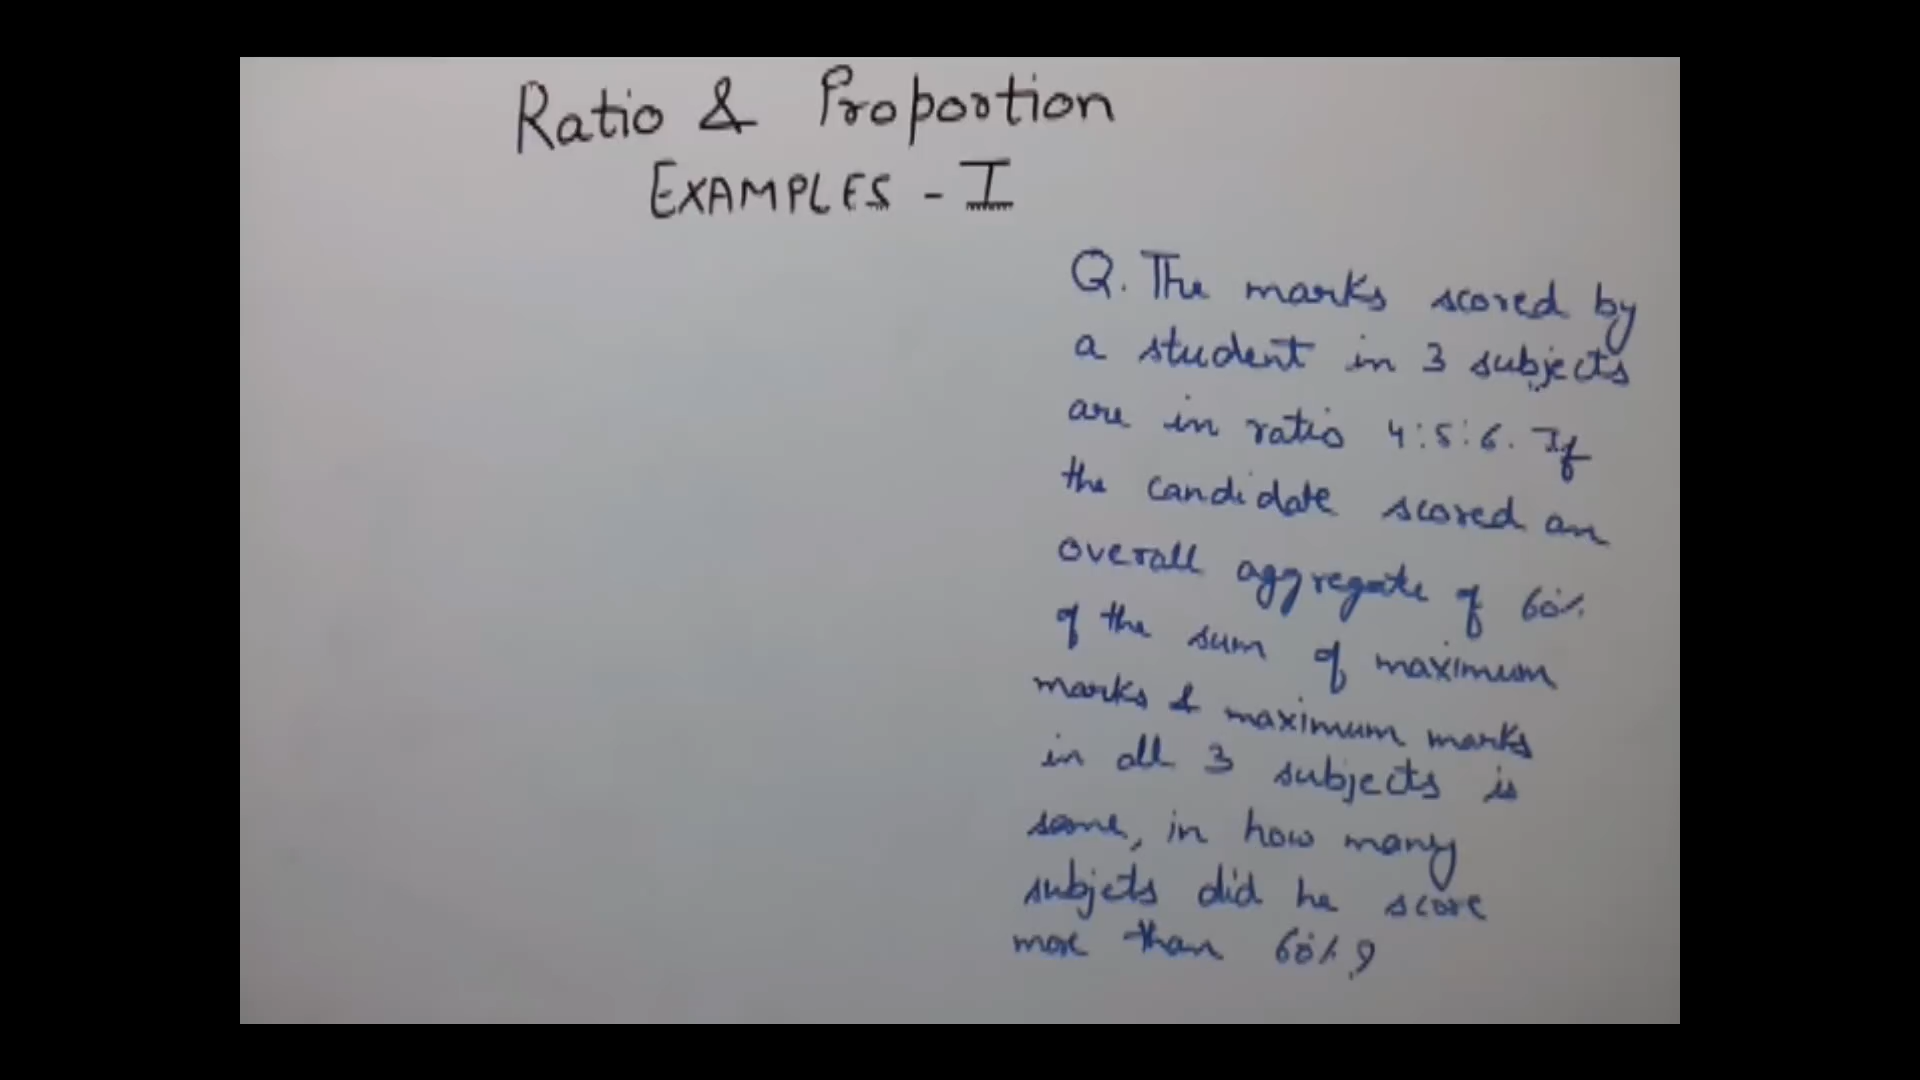 Ratio & Proportion
EXAMPLES - I
Q. The marks scored by
a student in 3 subjects
are in ratio 4:5:6. If
the candidate scored an
overall aggregate of 60%
of the sum of maximum
marks & maximum marks
in all 3 subjects is
same, in how many
subjets did he score
more than 60%?